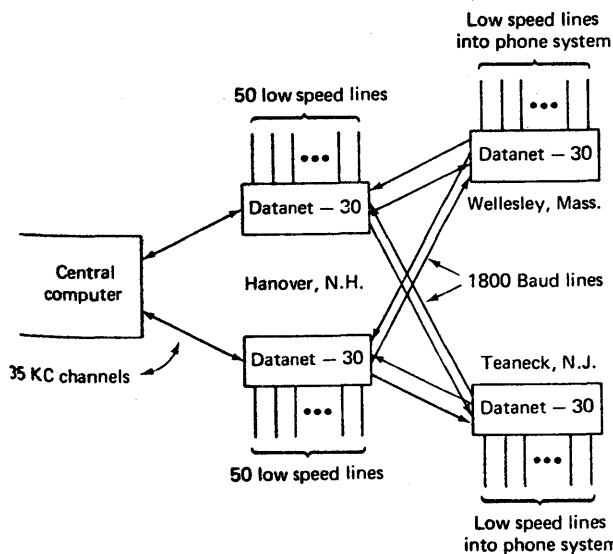 Low speed lines
into phone system
50 low speed lines
Datanet — 30
Datanet — 30
Wellesley, Mass.
Central
computer
Hanover, N.H.
1800 Baud lines
35 KC channels
Datanet — 30
Teaneck, N.J.
Datanet — 30
50 low speed lines
Low speed lines
into phone system